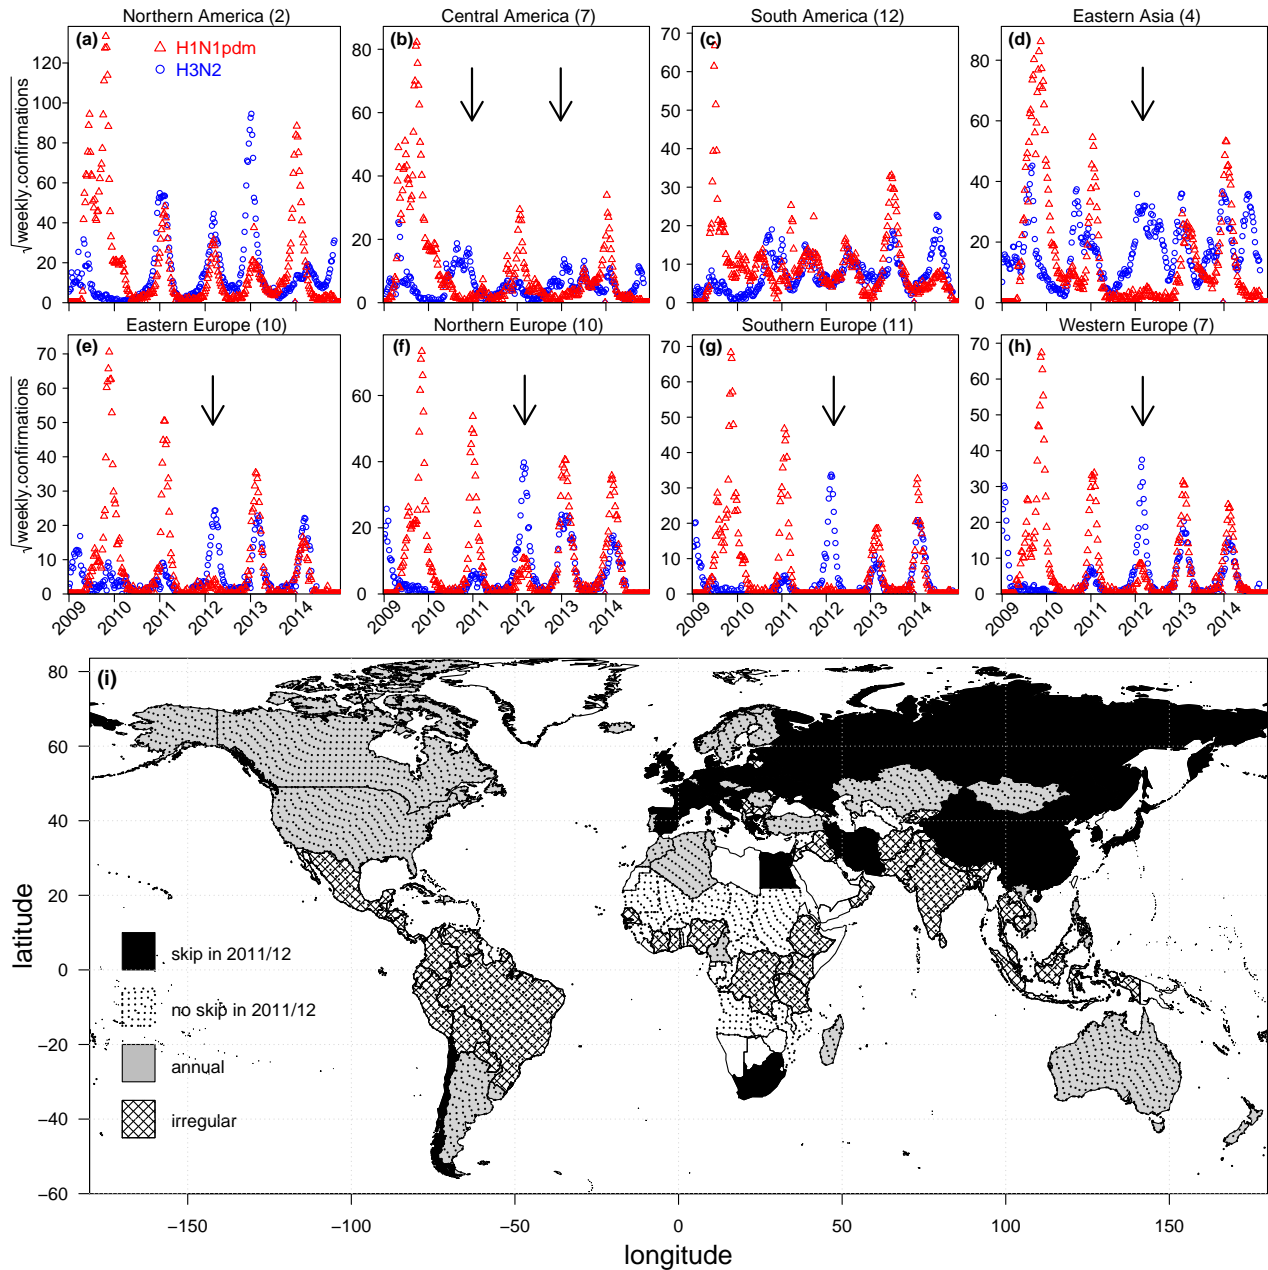 Northern America (2)
Central America (7)
South America (12)
Eastern Asia (4)
(a)
H1N1pdm
H3N2
(b)
(c)
(d)
√weekly.confirmations
0 20 40 60 80 100 120
0 20 40 60 80
0 10 20 30 40 50 60 70
0 20 40 60 80
Eastern Europe (10)
Northern Europe (10)
Southern Europe (11)
Western Europe (7)
(e)
(f)
(g)
(h)
√weekly.confirmations
0 10 20 30 40 50 60 70
0 20 40 60
0 10 20 30 40 50 60 70
0 10 20 30 40 50 60 70
2009 2010 2011 2012 2013 2014
2009 2010 2011 2012 2013 2014
2009 2010 2011 2012 2013 2014
2009 2010 2011 2012 2013 2014
(i)
latitude
80
60
40
20
0
−20
−40
−60
skip in 2011/12
no skip in 2011/12
annual
irregular
−150 −100 −50 0 50 100 150
longitude